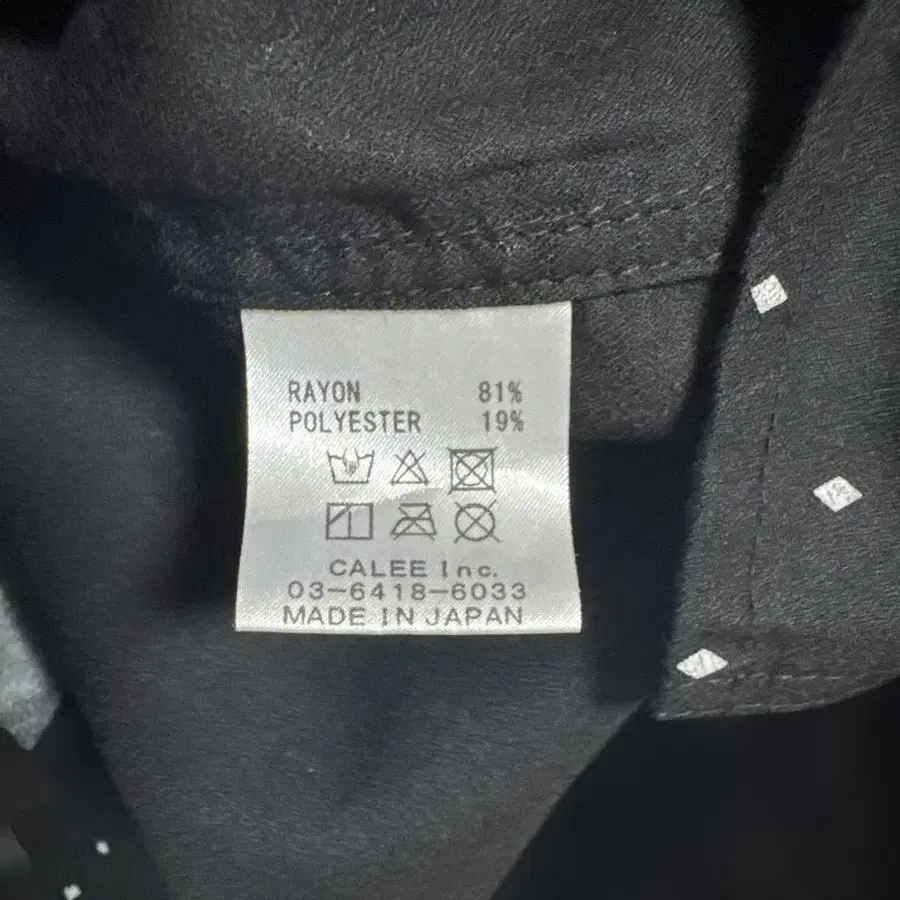 RAYON 81%
POLYESTER 19%
CALEE Inc.
03-6418-6033
MADE IN JAPAN